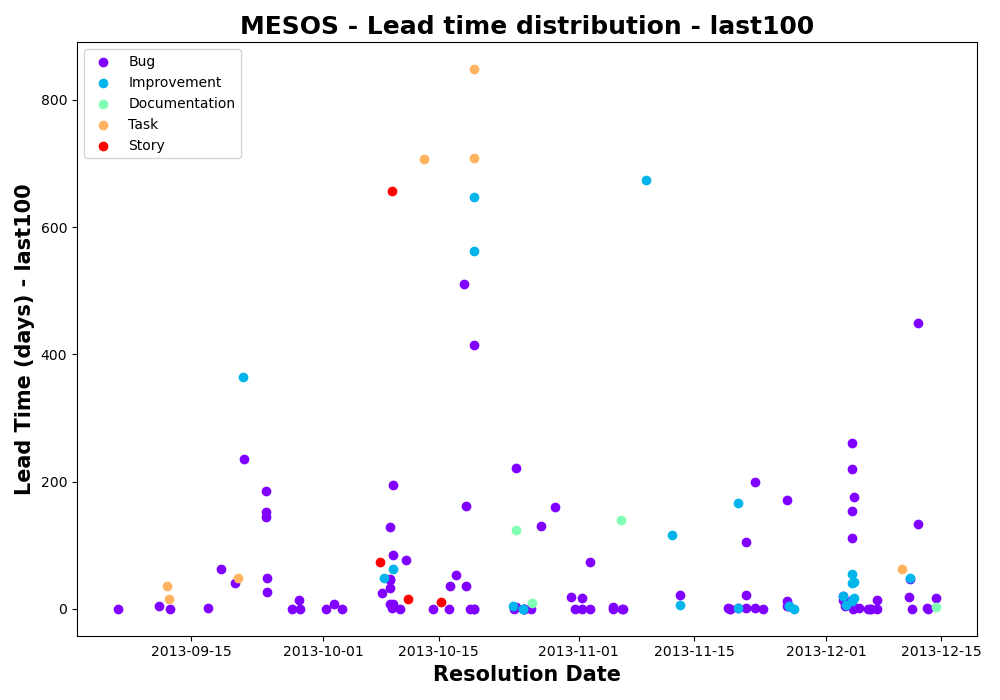 MESOS - Lead time distribution - last100
Bug
Improvement
Documentation
Task
Story
Lead Time (days) - last100
800
600
400
200
0
2013-09-15
2013-10-01
2013-10-15
2013-11-01
2013-11-15
2013-12-01
2013-12-15
Resolution Date